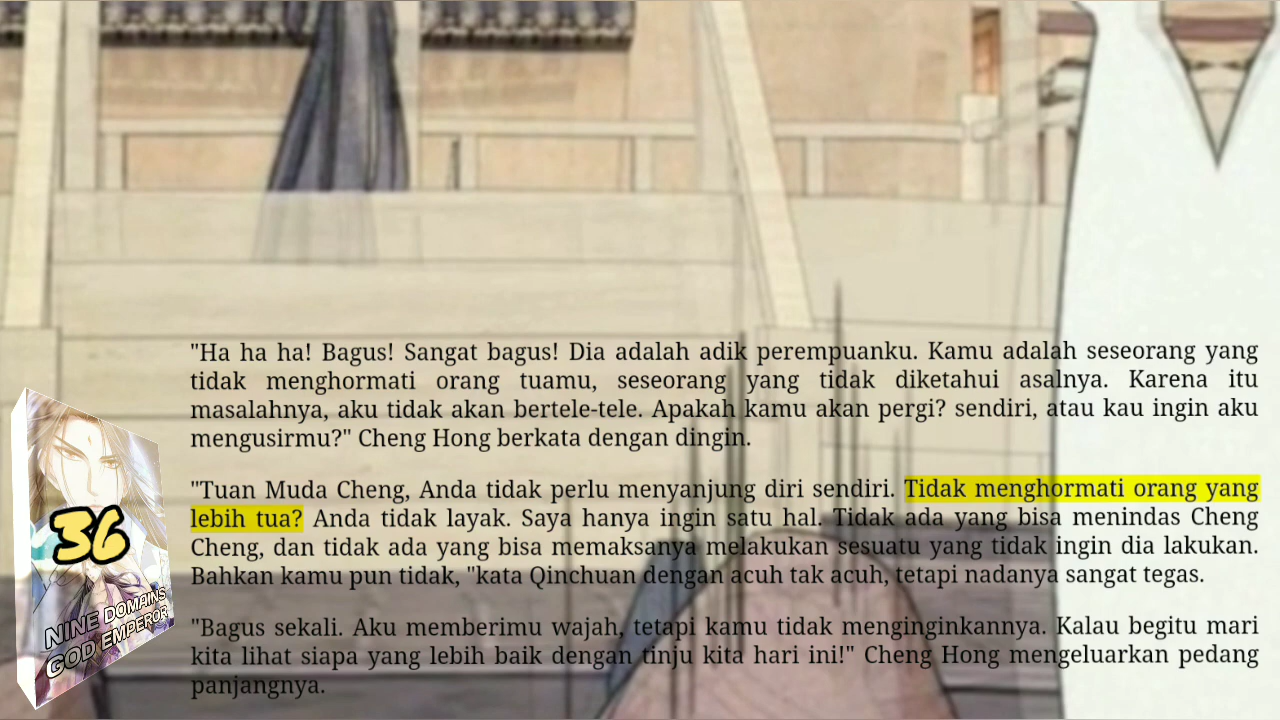 "Ha ha ha! Bagus! Sangat bagus! Dia adalah adik perempuanku. Kamu adalah seseorang yang
tidak menghormati orang tuamu, seseorang yang tidak diketahui asalnya. Karena itu
masalahnya, aku tidak akan bertele-tele. Apakah kamu akan pergi? sendiri, atau kau ingin aku
mengusirmu?" Cheng Hong berkata dengan dingin.
"Tuan Muda Cheng, Anda tidak perlu menyanjung diri sendiri. Tidak menghormati orang yang
lebih tua? Anda tidak layak. Saya hanya ingin satu hal. Tidak ada yang bisa menindas Cheng
Cheng, dan tidak ada yang bisa memaksanya melakukan sesuatu yang tidak ingin dia lakukan.
Bahkan kamu pun tidak, "kata Qinchuan dengan acuh tak acuh, tetapi nadanya sangat tegas.
"Bagus sekali. Aku memberimu wajah, tetapi kamu tidak menginginkannya. Kalau begitu mari
kita lihat siapa yang lebih baik dengan tinju kita hari ini!" Cheng Hong mengeluarkan pedang
panjangnya.
36
NINE DOMAINS
GOD EMPEROR